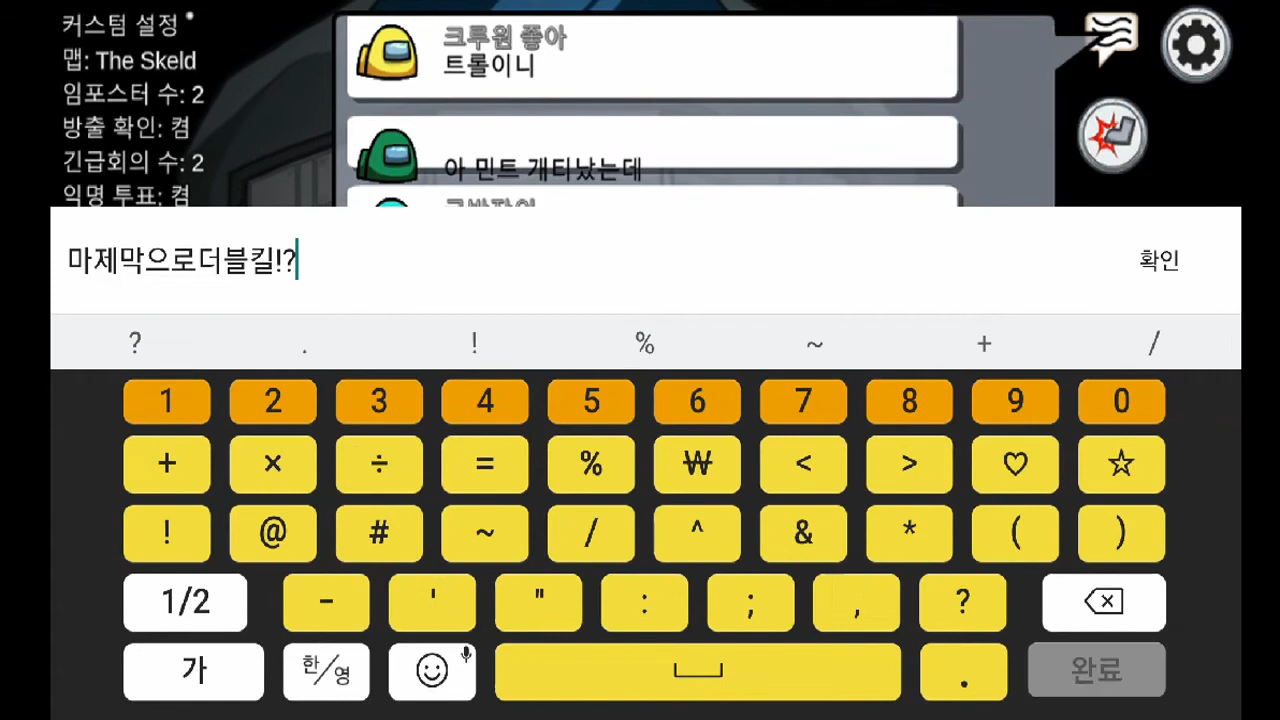 커스텀 설정
맵: The Skeld
임포스터 수: 2
방출 확인: 켬
긴급회의 수: 2
익명 투표: 켬
크루원 좋아
트롤이니
아 민트 개티났는데
마제막으로더블킬!?
확인
? . ! % ~ + /
1 2 3 4 5 6 7 8 9 0
+ × ÷ = % ₩ < > ♡ ☆
! @ # ~ / ^ & * ( )
1/2 - ' " : ; , ?
가 한/영 . 완료